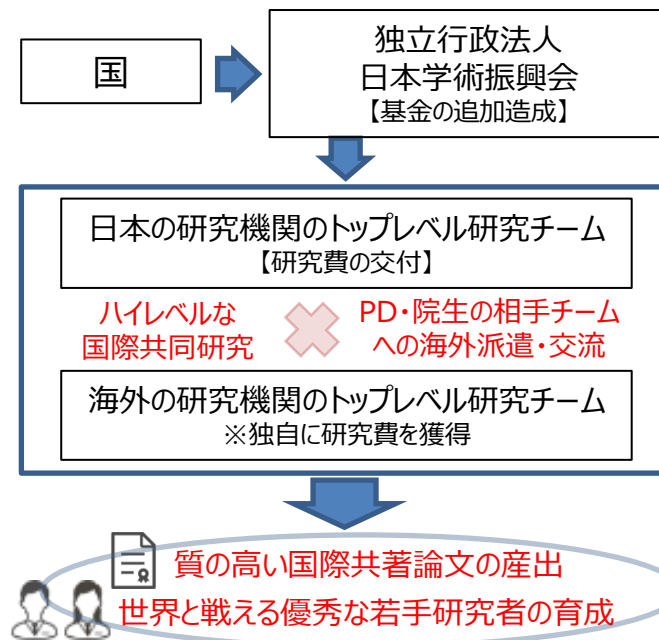 国
独立行政法人
日本学術振興会
【基金の追加造成】
日本の研究機関のトップレベル研究チーム
【研究費の交付】
ハイレベルな
国際共同研究
PD・院生の相手チーム
への海外派遣・交流
海外の研究機関のトップレベル研究チーム
※独自に研究費を獲得
質の高い国際共著論文の産出
世界と戦える優秀な若手研究者の育成